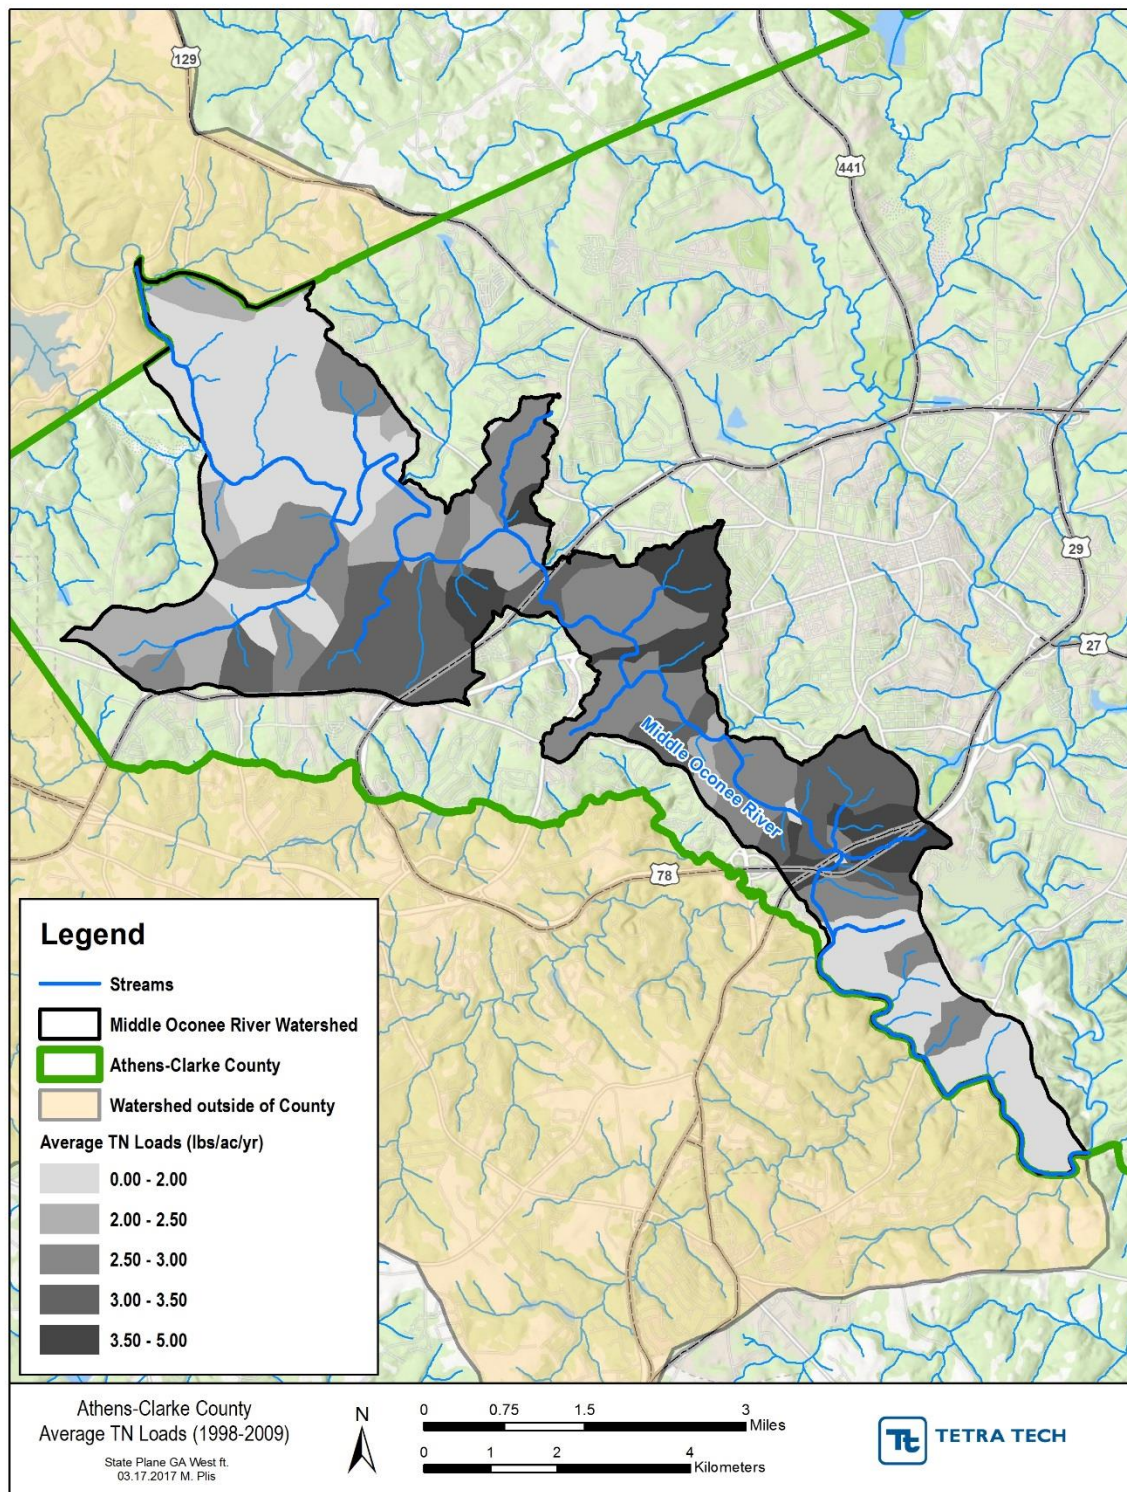 129
441
29
27
Middle Oconee River
78
Legend
Streams
Middle Oconee River Watershed
Athens-Clarke County
Watershed outside of County
Average TN Loads (lbs/ac/yr)
0.00 - 2.00
2.00 - 2.50
2.50 - 3.00
3.00 - 3.50
3.50 - 5.00
Athens-Clarke County
Average TN Loads (1998-2009)
State Plane GA West ft.
03.17.2017 M. Plis
N
0 0.75 1.5 3
Miles
0 1 2 4
Kilometers
Tt TETRA TECH